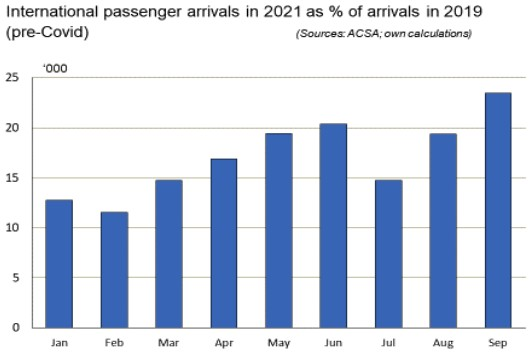 International passenger arrivals in 2021 as % of arrivals in 2019
(pre-Covid) (Sources: ACSA; own calculations)
‘000
25
20
15
10
5
0
Jan Feb Mar Apr May Jun Jul Aug Sep